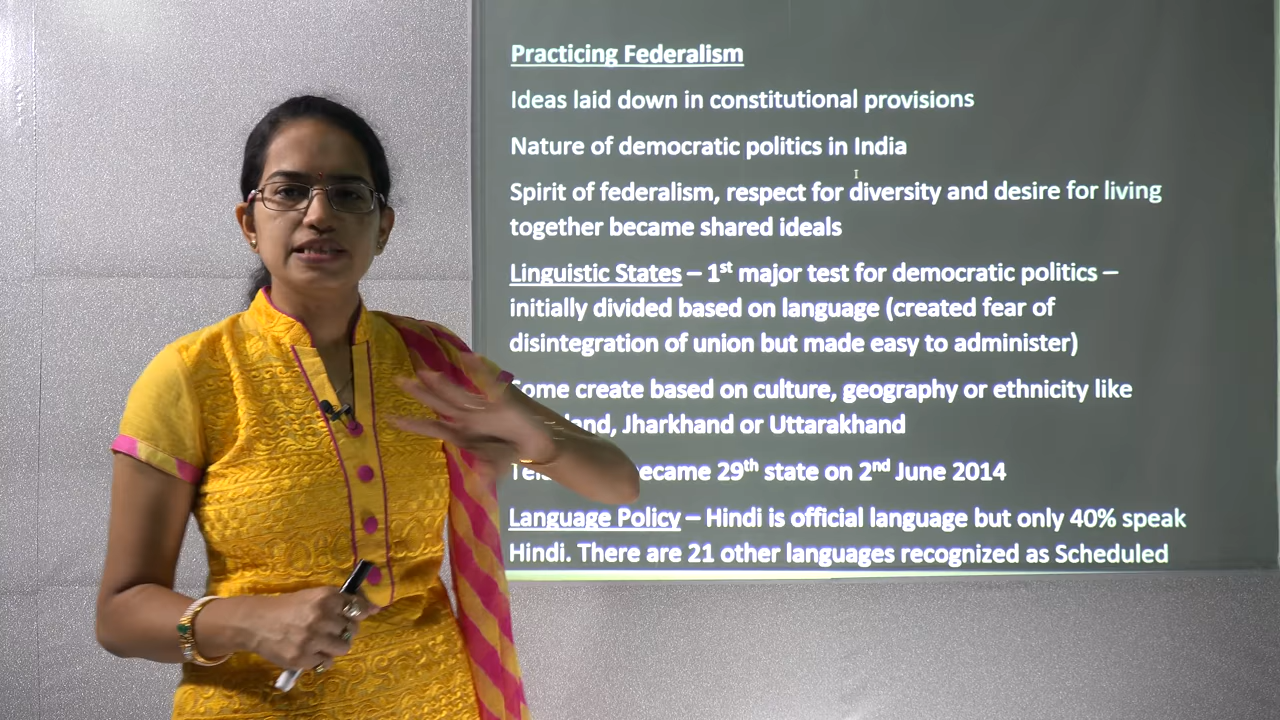 Practicing Federalism
Ideas laid down in constitutional provisions
Nature of democratic politics in India
Spirit of federalism, respect for diversity and desire for living
together became shared ideals
Linguistic States – 1st major test for democratic politics –
initially divided based on language (created fear of
disintegration of union but made easy to administer)
Some create based on culture, geography or ethnicity like
Jharkhand or Uttarakhand
became 29th state on 2nd June 2014
Language Policy – Hindi is official language but only 40% speak
Hindi. There are 21 other languages recognized as Scheduled